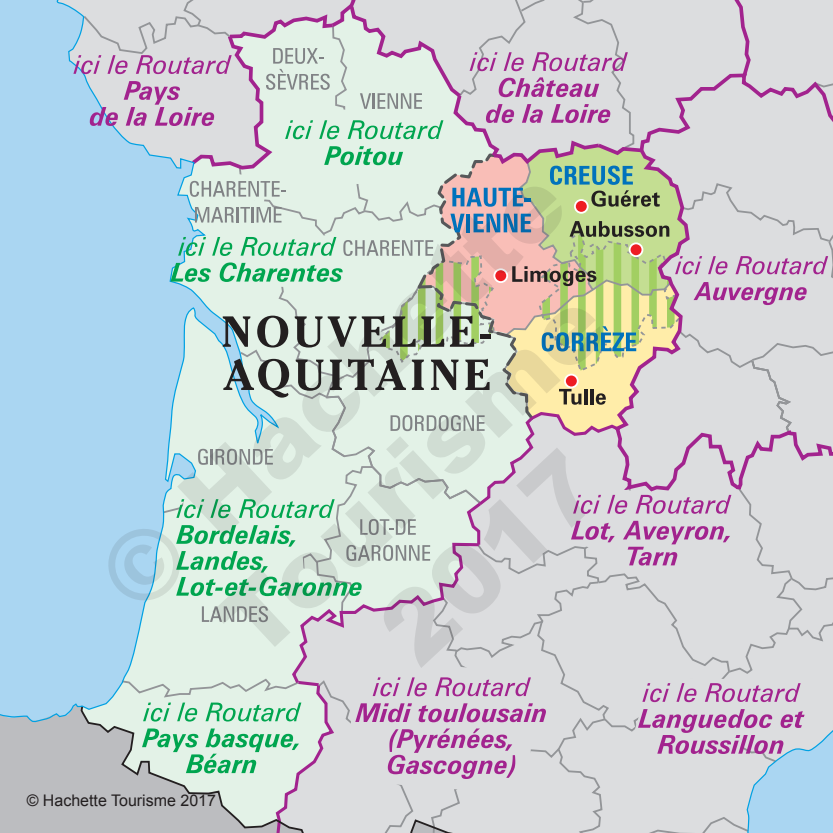 ici le Routard
Pays
de la Loire
DEUX-
SÈVRES
VIENNE
ici le Routard
Poitou
ici le Routard
Château
de la Loire
CHARENTE-
MARITIME
ici le Routard
Les Charentes
CHARENTE
HAUTE-
VIENNE
CREUSE
Guéret
Aubusson
Limoges
ici le Routard
Auvergne
NOUVELLE-
AQUITAINE
CORRÈZE
Tulle
DORDOGNE
GIRONDE
ici le Routard
Bordelais,
Landes,
Lot-et-Garonne
LOT-DE
GARONNE
LANDES
ici le Routard
Lot, Aveyron,
Tarn
ici le Routard
Pays basque,
Béarn
ici le Routard
Midi toulousain
(Pyrénées,
Gascogne)
ici le Routard
Languedoc et
Roussillon
© Hachette Tourisme 2017
© Hachette
Tourisme
2017